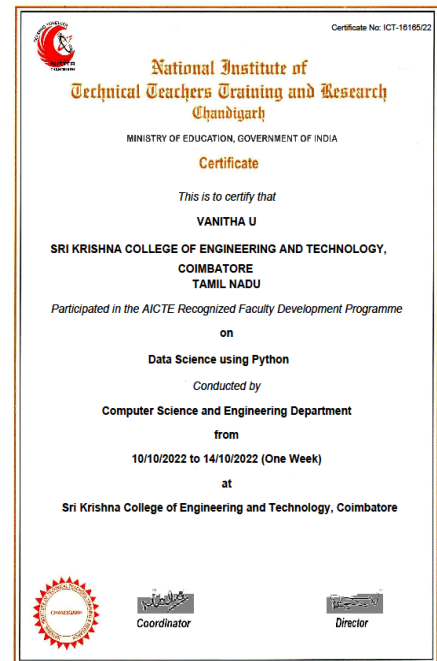 Certificate No: ICT-16165/22
National Institute of
Technical Teachers Training and Research
Chandigarh
MINISTRY OF EDUCATION, GOVERNMENT OF INDIA
Certificate
This is to certify that
VANITHA U
SRI KRISHNA COLLEGE OF ENGINEERING AND TECHNOLOGY,
COIMBATORE
TAMIL NADU
Participated in the AICTE Recognized Faculty Development Programme
on
Data Science using Python
Conducted by
Computer Science and Engineering Department
from
10/10/2022 to 14/10/2022 (One Week)
at
Sri Krishna College of Engineering and Technology, Coimbatore
CHANDIGARH
Coordinator
Director